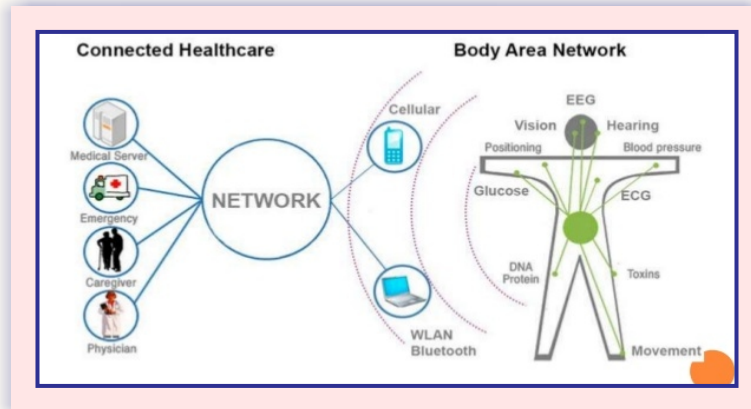 Connected Healthcare
Body Area Network
Medical Server
Emergency
Caregiver
Physician
NETWORK
Cellular
WLAN
Bluetooth
EEG
Vision
Hearing
Positioning
Blood pressure
Glucose
ECG
DNA
Protein
Toxins
Movement